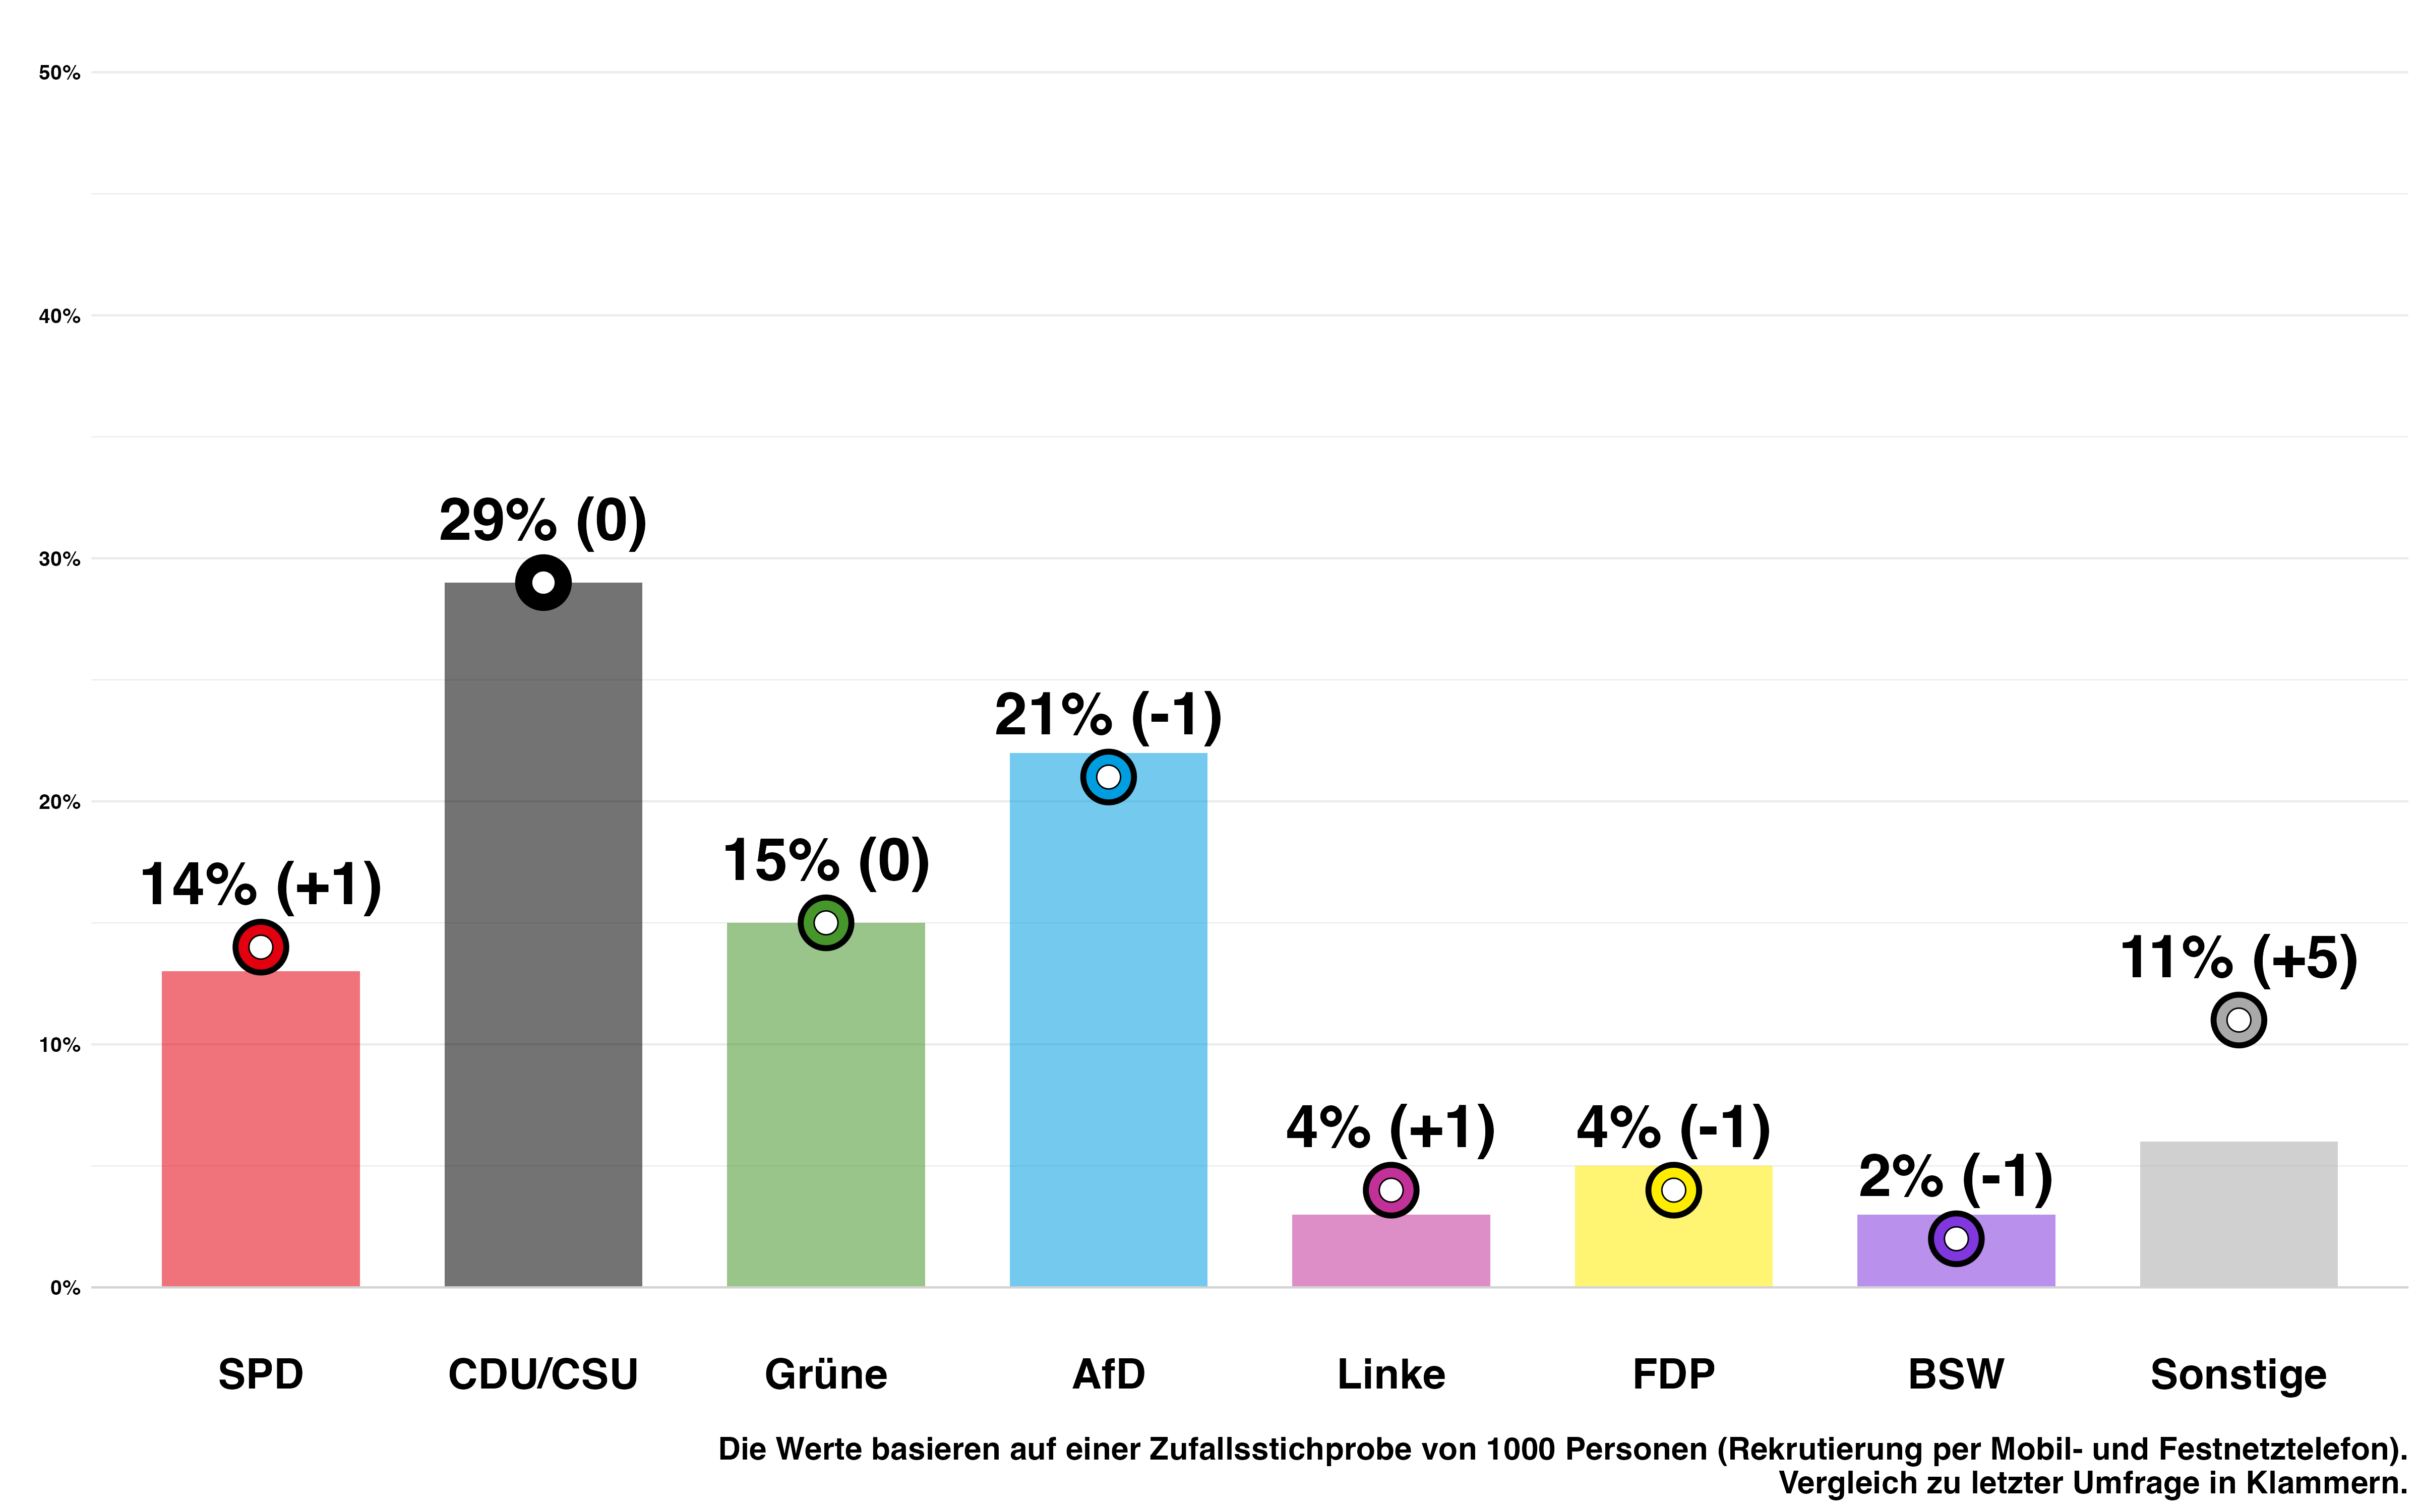 50%
40%
30%
20%
10%
0%
14% (+1)
29% (0)
15% (0)
21% (-1)
4% (+1)
4% (-1)
2% (-1)
11% (+5)
SPD
CDU/CSU
Grüne
AfD
Linke
FDP
BSW
Sonstige
Die Werte basieren auf einer Zufallsstichprobe von 1000 Personen (Rekrutierung per Mobil- und Festnetztelefon).
Vergleich zu letzter Umfrage in Klammern.